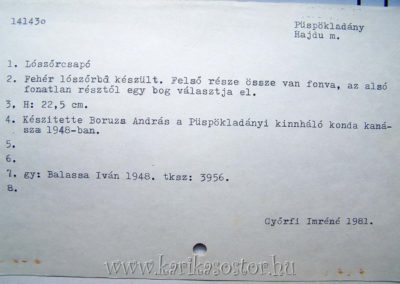 14143o
Püspökladány
Hajdu m.
1. Lószőrcsapó
2. Fehér lószőrbő készült. Felső része össze van fonva, az alsó
fonatlan résztől egy bog választja el.
3. H: 22,5 cm.
4. Készitette Boruzs András a Püspökladányi kinnháló konda kaná-
sza 1948-ban.
5.
6.
7. gy: Balassa Iván 1948. tksz: 3956.
8.
Győrfi Imréné 1981.
www.karikasostor.hu